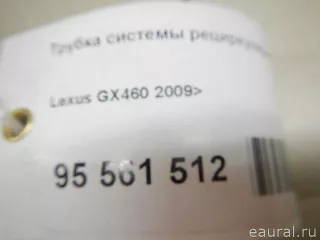 Трубка системы
Lexus GX460 2009>
95 561 512
eaural.ru